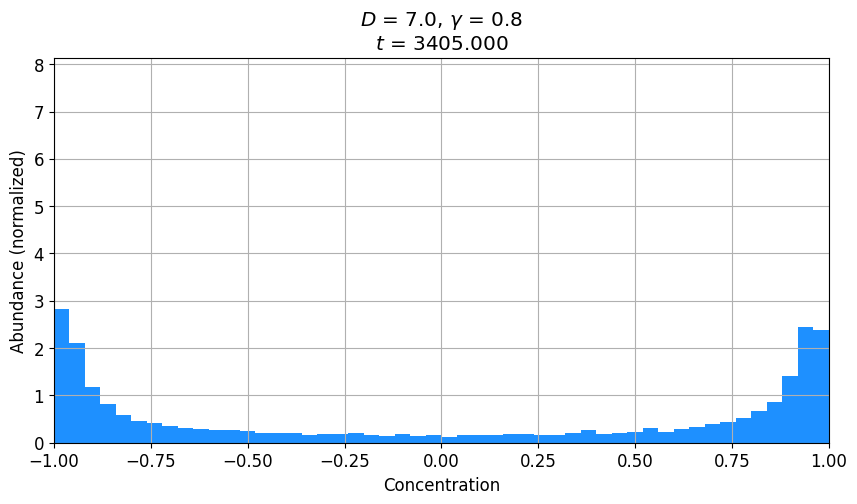 D = 7.0, γ = 0.8
t = 3405.000
Abundance (normalized)
8
7
6
5
4
3
2
1
0
−1.00 −0.75 −0.50 −0.25 0.00 0.25 0.50 0.75 1.00
Concentration